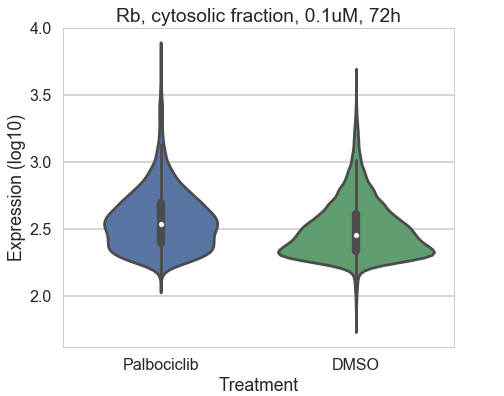 Rb, cytosolic fraction, 0.1uM, 72h
4.0
3.5
3.0
2.5
2.0
Expression (log10)
Palbociclib DMSO
Treatment